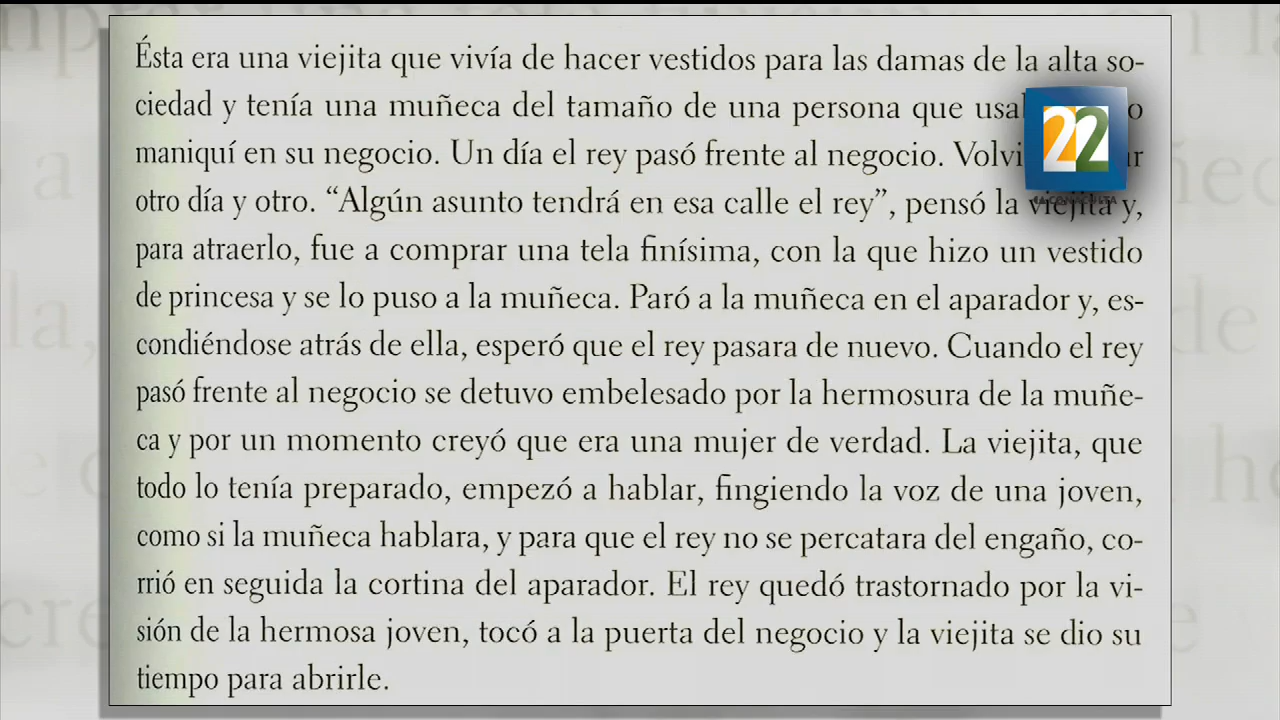 Ésta era una viejita que vivía de hacer vestidos para las damas de la alta so-
ciedad y tenía una muñeca del tamaño de una persona que
maniquí en su negocio. Un día el rey pasó frente al negocio.
otro día y otro. “Algún asunto tendrá en esa calle el rey”, pensó la viejita y,
para atraerlo, fue a comprar una tela finísima, con la que hizo un vestido
de princesa y se lo puso a la muñeca. Paró a la muñeca en el aparador y, es-
condiéndose atrás de ella, esperó que el rey pasara de nuevo. Cuando el rey
pasó frente al negocio se detuvo embelesado por la hermosura de la muñe-
ca y por un momento creyó que era una mujer de verdad. La viejita, que
todo lo tenía preparado, empezó a hablar, fingiendo la voz de una joven,
como si la muñeca hablara, y para que el rey no se percatara del engaño, co-
rrió en seguida la cortina del aparador. El rey quedó trastornado por la vi-
sión de la hermosa joven, tocó a la puerta del negocio y la viejita se dio su
tiempo para abrirle.
22